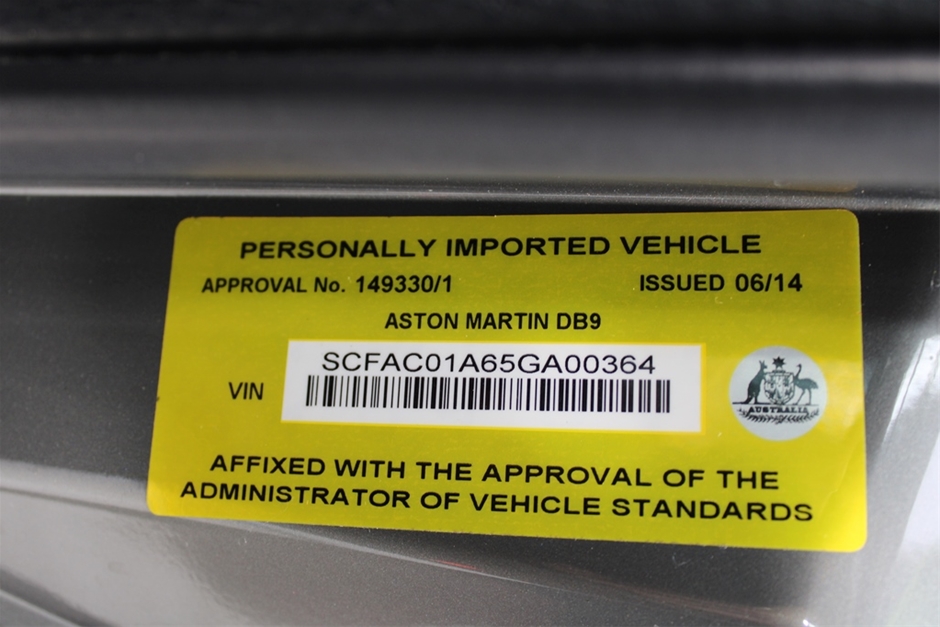 PERSONALLY IMPORTED VEHICLE
APPROVAL No. 149330/1 ISSUED 06/14
ASTON MARTIN DB9
SCFAC01A65GA00364
VIN
AUSTRALIA
AFFIXED WITH THE APPROVAL OF THE
ADMINISTRATOR OF VEHICLE STANDARDS